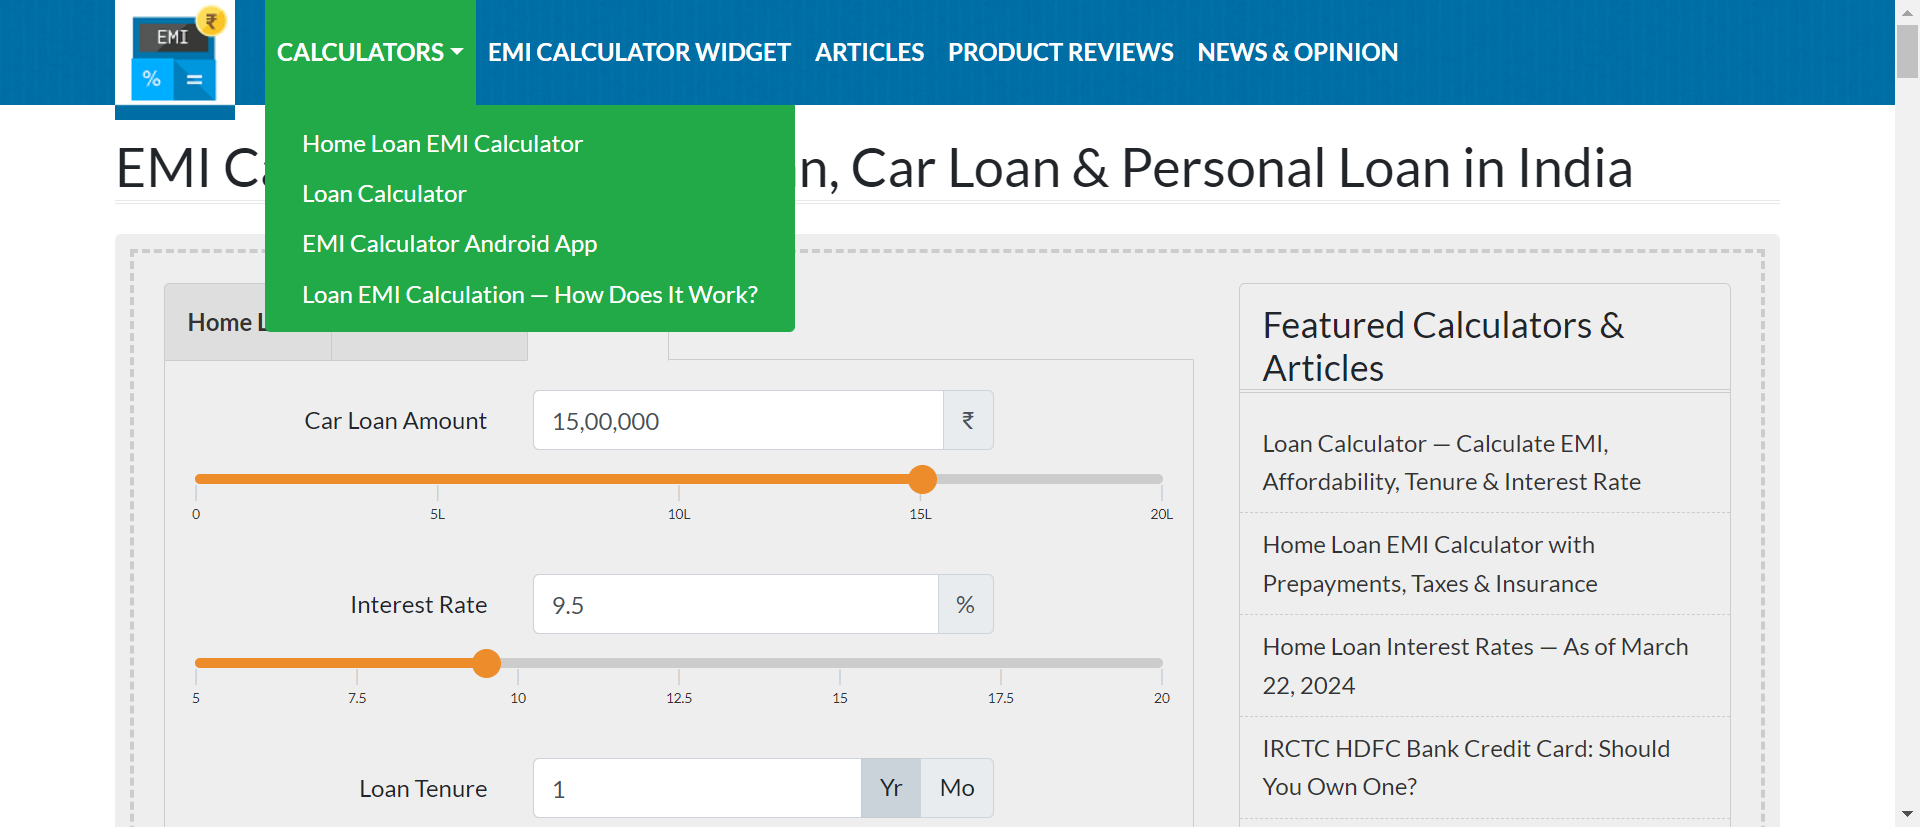 EMI
₹
%
=
CALCULATORS
EMI CALCULATOR WIDGET
ARTICLES
PRODUCT REVIEWS
NEWS & OPINION
Home Loan EMI Calculator
Loan Calculator
EMI Calculator Android App
Loan EMI Calculation — How Does It Work?
EMI
Car Loan & Personal Loan in India
Home
Car Loan Amount
15,00,000
₹
0 5L 10L 15L 20L
Interest Rate
9.5
%
5 7.5 10 12.5 15 17.5 20
Loan Tenure
1
Yr Mo
Featured Calculators &
Articles
Loan Calculator — Calculate EMI,
Affordability, Tenure & Interest Rate
Home Loan EMI Calculator with
Prepayments, Taxes & Insurance
Home Loan Interest Rates — As of March
22, 2024
IRCTC HDFC Bank Credit Card: Should
You Own One?